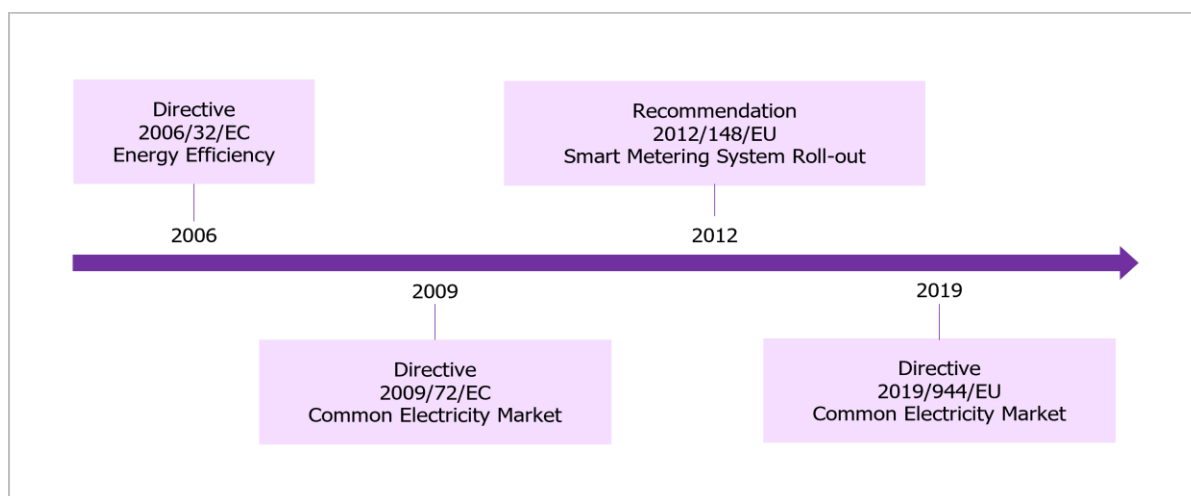 Directive
2006/32/EC
Energy Efficiency
Recommendation
2012/148/EU
Smart Metering System Roll-out
2006
2012
2009
2019
Directive
2009/72/EC
Common Electricity Market
Directive
2019/944/EU
Common Electricity Market